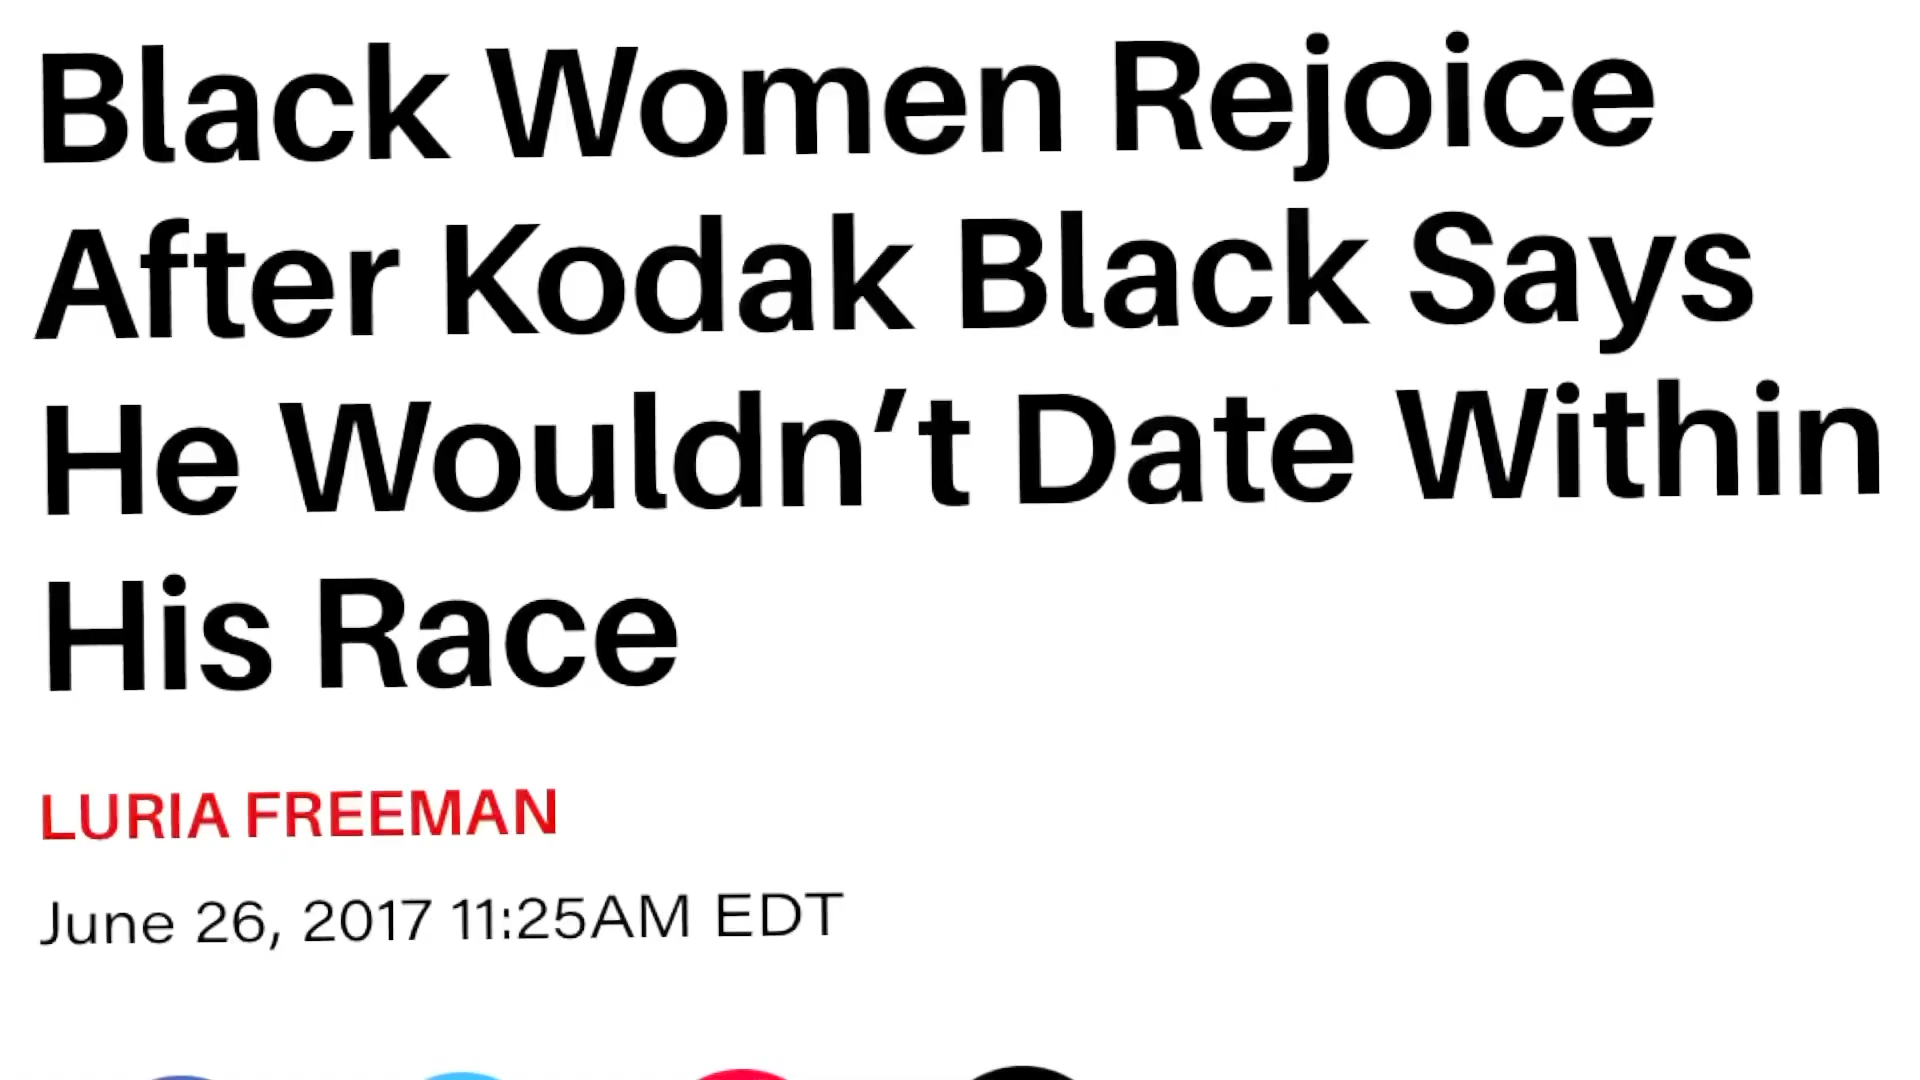 Black Women Rejoice
After Kodak Black Says
He Wouldn’t Date Within
His Race
LURIA FREEMAN
June 26, 2017 11:25AM EDT